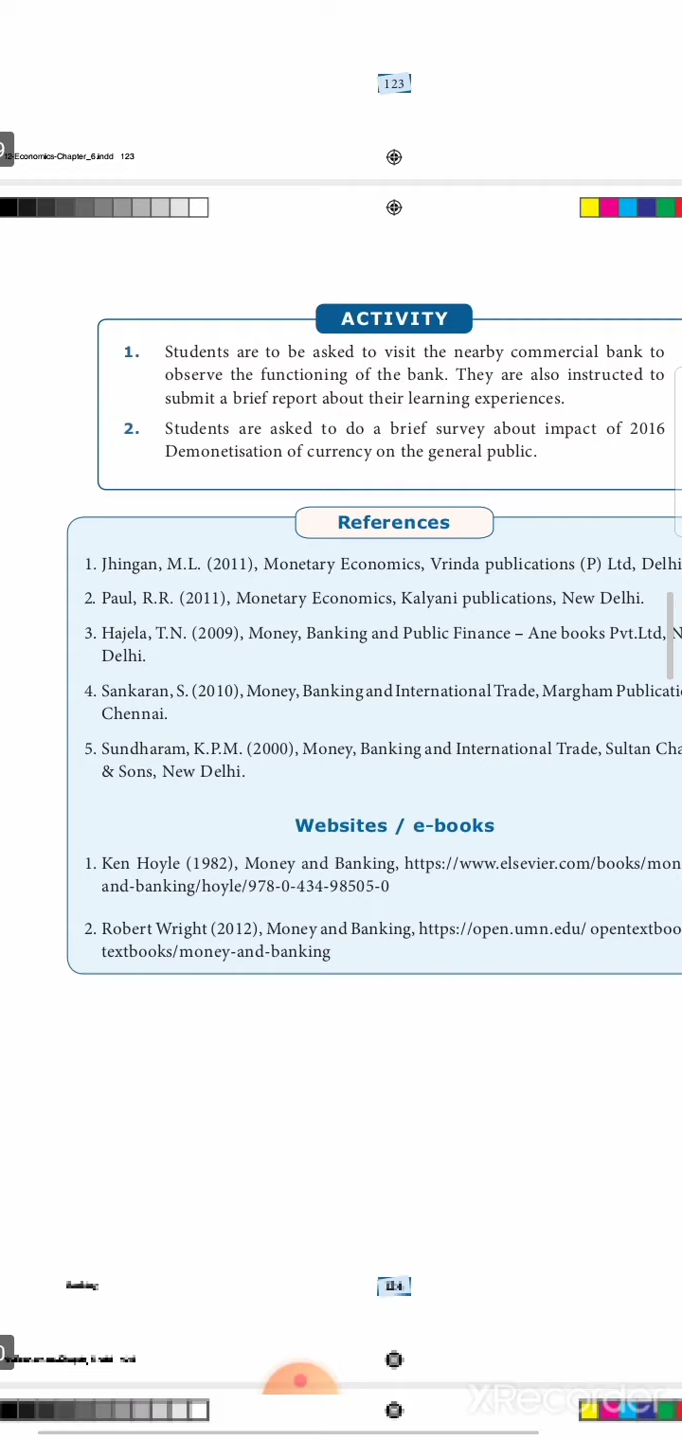 123
12-Economics-Chapter_6.indd 123
ACTIVITY
1. Students are to be asked to visit the nearby commercial bank to
observe the functioning of the bank. They are also instructed to
submit a brief report about their learning experiences.
2. Students are asked to do a brief survey about impact of 2016
Demonetisation of currency on the general public.
References
1. Jhingan, M.L. (2011), Monetary Economics, Vrinda publications (P) Ltd, Delhi
2. Paul, R.R. (2011), Monetary Economics, Kalyani publications, New Delhi.
3. Hajela, T.N. (2009), Money, Banking and Public Finance – Ane books Pvt.Ltd, N
Delhi.
4. Sankaran, S. (2010), Money, Banking and International Trade, Margham Publicati
Chennai.
5. Sundharam, K.P.M. (2000), Money, Banking and International Trade, Sultan Cha
& Sons, New Delhi.
Websites / e-books
1. Ken Hoyle (1982), Money and Banking, https://www.elsevier.com/books/mon
and-banking/hoyle/978-0-434-98505-0
2. Robert Wright (2012), Money and Banking, https://open.umn.edu/ opentextboo
textbooks/money-and-banking
Banking
XRecorder